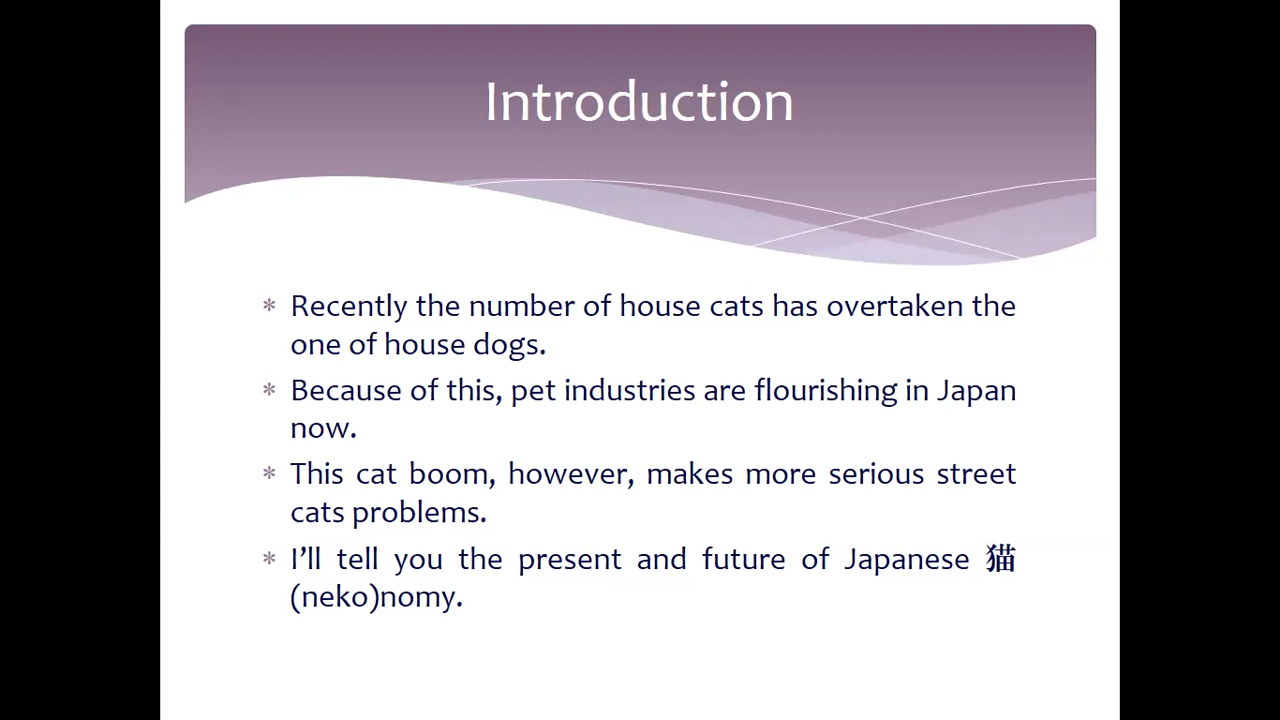 Introduction
* Recently the number of house cats has overtaken the
one of house dogs.
* Because of this, pet industries are flourishing in Japan
now.
* This cat boom, however, makes more serious street
cats problems.
* I’ll tell you the present and future of Japanese 猫
(neko)nomy.